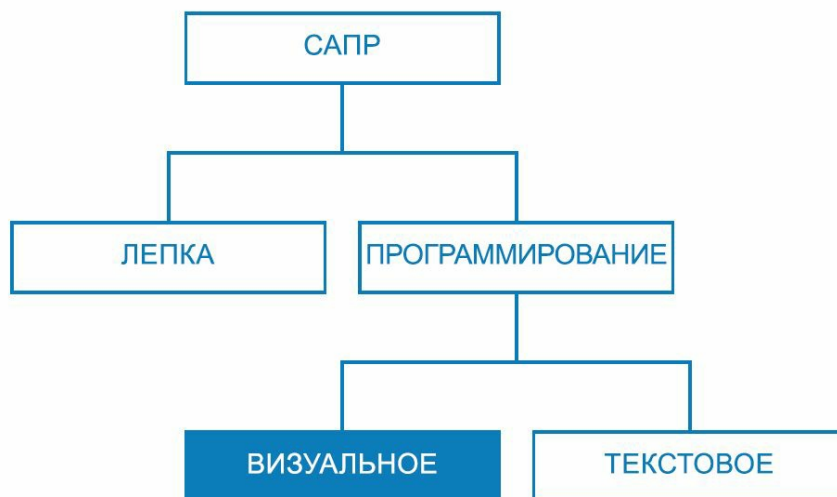 САПР
ЛЕПКА
ПРОГРАММИРОВАНИЕ
ВИЗУАЛЬНОЕ
ТЕКСТОВОЕ